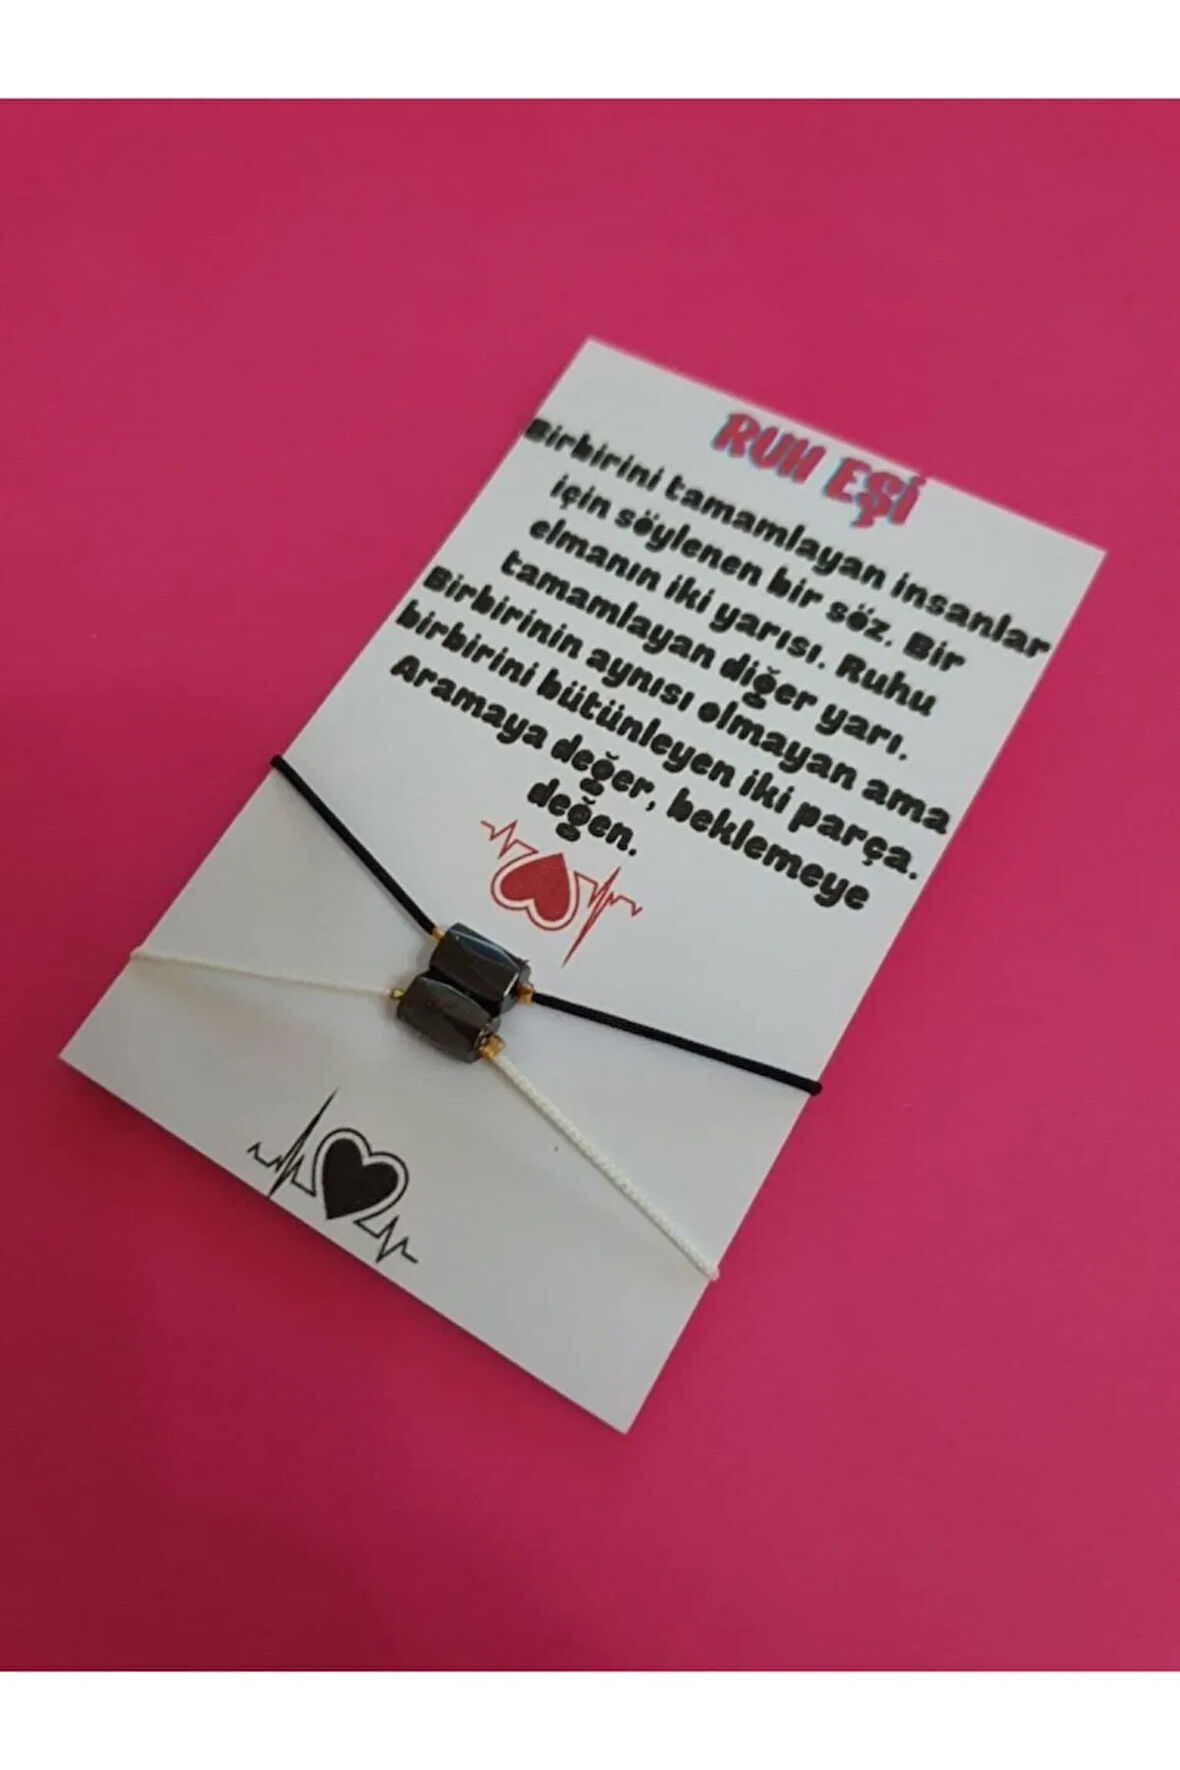 RUH EŞİ
Birbirini tamamlayan insanlar
için söylenen bir söz. Bir
elmanın iki yarısı. Ruhu
tamamlayan diğer yarı.
Birbirinin aynısı olmayan ama
birbirini bütünleyen iki parça.
Aramaya değer, beklemeye
değen.